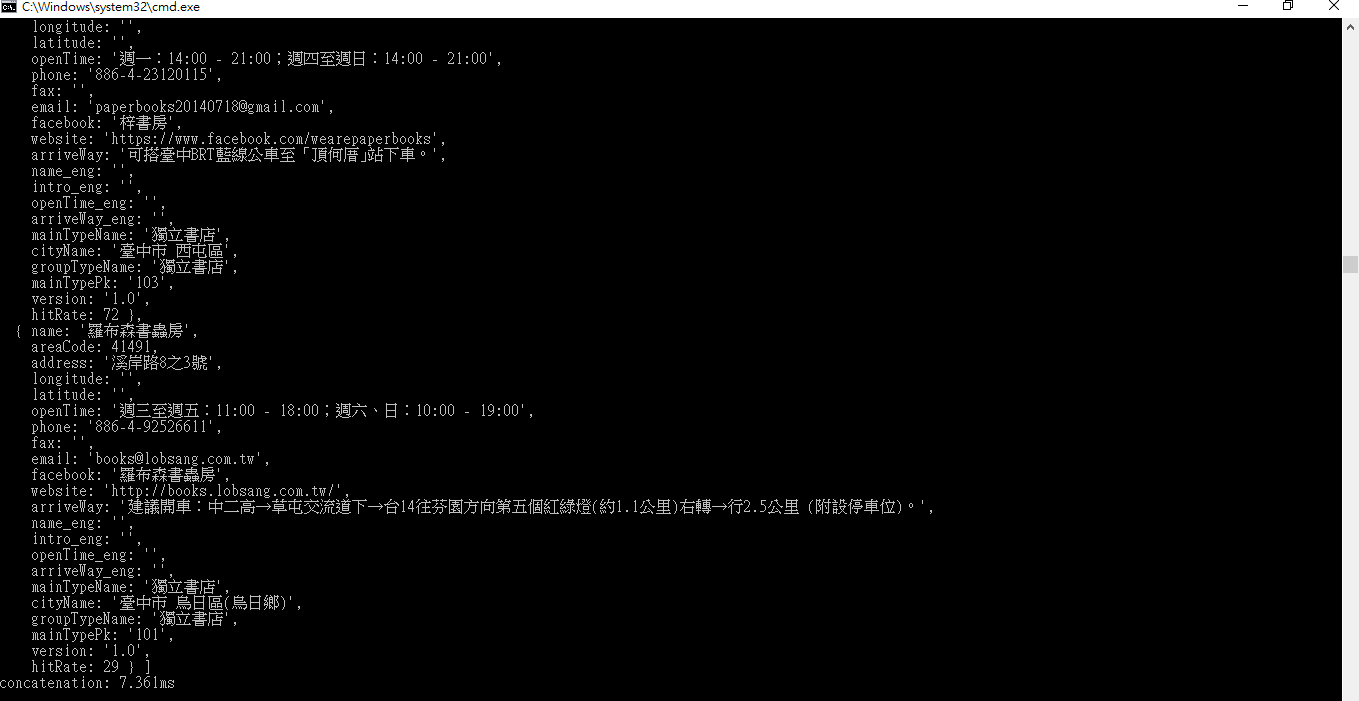 C:\Windows\system32\cmd.exe
longitude: '',
latitude: '',
openTime: '週一：14:00 - 21:00；週四至週日：14:00 - 21:00',
phone: '886-4-23120115',
fax: '',
email: 'paperbooks20140718@gmail.com',
facebook: '梓書房',
website: 'https://www.facebook.com/wearepaperbooks',
arriveWay: '可搭臺中BRT藍線公車至「頂何厝」站下車。',
name_eng: '',
intro_eng: '',
openTime_eng: '',
arriveWay_eng: '',
mainTypeName: '獨立書店',
cityName: '臺中市 西屯區',
groupTypeName: '獨立書店',
mainTypePk: '103',
version: '1.0',
hitRate: 72 },
{ name: '羅布森書蟲房',
areaCode: 41491,
address: '溪岸路8之3號',
longitude: '',
latitude: '',
openTime: '週三至週五：11:00 - 18:00；週六、日：10:00 - 19:00',
phone: '886-4-92526611',
fax: '',
email: 'books@lobsang.com.tw',
facebook: '羅布森書蟲房',
website: 'http://books.lobsang.com.tw/',
arriveWay: '建議開車：中二高→草屯交流道下→台14往芬園方向第五個紅綠燈(約1.1公里)右轉→行2.5公里 (附設停車位)。',
name_eng: '',
intro_eng: '',
openTime_eng: '',
arriveWay_eng: '',
mainTypeName: '獨立書店',
cityName: '臺中市 烏日區(烏日鄉)',
groupTypeName: '獨立書店',
mainTypePk: '101',
version: '1.0',
hitRate: 29 } ]
concatenation: 7.361ms